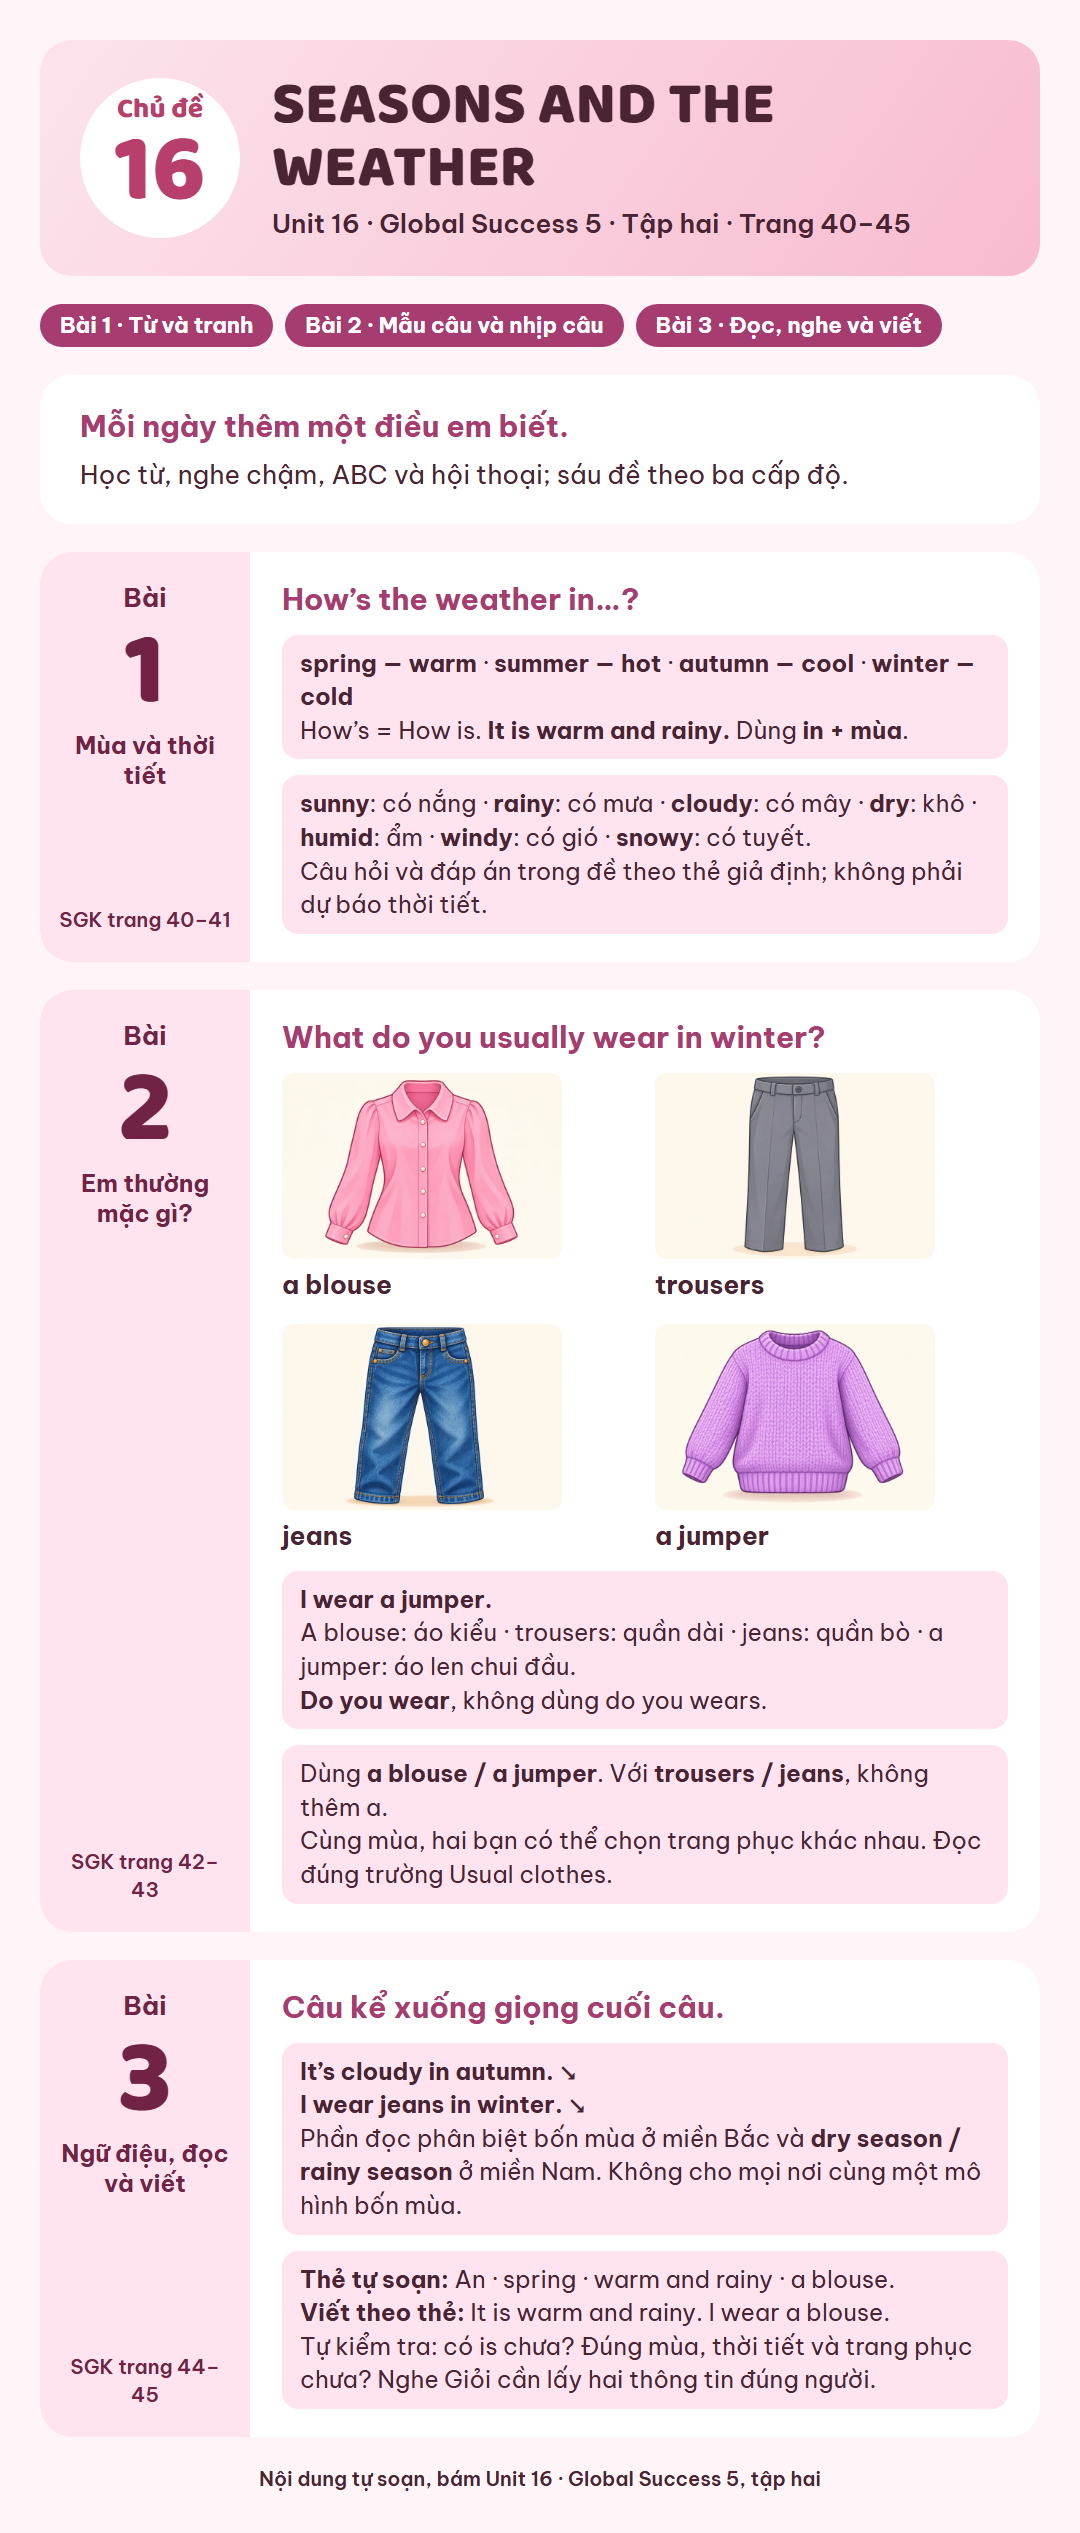 Chủ đề
16
SEASONS AND THE
WEATHER
Unit 16 · Global Success 5 · Tập hai · Trang 40–45
Bài 1 · Từ và tranh
Bài 2 · Mẫu câu và nhịp câu
Bài 3 · Đọc, nghe và viết
Mỗi ngày thêm một điều em biết.
Học từ, nghe chậm, ABC và hội thoại; sáu đề theo ba cấp độ.
Bài
1
Mùa và thời
tiết
SGK trang 40–41
How’s the weather in…?
spring — warm · summer — hot · autumn — cool · winter —
cold
How’s = How is. It is warm and rainy. Dùng in + mùa.
sunny: có nắng · rainy: có mưa · cloudy: có mây · dry: khô ·
humid: ẩm · windy: có gió · snowy: có tuyết.
Câu hỏi và đáp án trong đề theo thẻ giả định; không phải
dự báo thời tiết.
Bài
2
Em thường
mặc gì?
SGK trang 42–
43
What do you usually wear in winter?
a blouse
trousers
jeans
a jumper
I wear a jumper.
A blouse: áo kiểu · trousers: quần dài · jeans: quần bò · a
jumper: áo len chui đầu.
Do you wear, không dùng do you wears.
Dùng a blouse / a jumper. Với trousers / jeans, không
thêm a.
Cùng mùa, hai bạn có thể chọn trang phục khác nhau. Đọc
đúng trường Usual clothes.
Bài
3
Ngữ điệu, đọc
và viết
SGK trang 44–
45
Câu kể xuống giọng cuối câu.
It’s cloudy in autumn. ↘
I wear jeans in winter. ↘
Phần đọc phân biệt bốn mùa ở miền Bắc và dry season /
rainy season ở miền Nam. Không cho mọi nơi cùng một mô
hình bốn mùa.
Thẻ tự soạn: An · spring · warm and rainy · a blouse.
Viết theo thẻ: It is warm and rainy. I wear a blouse.
Tự kiểm tra: có is chưa? Đúng mùa, thời tiết và trang phục
chưa? Nghe Giỏi cần lấy hai thông tin đúng người.
Nội dung tự soạn, bám Unit 16 · Global Success 5, tập hai